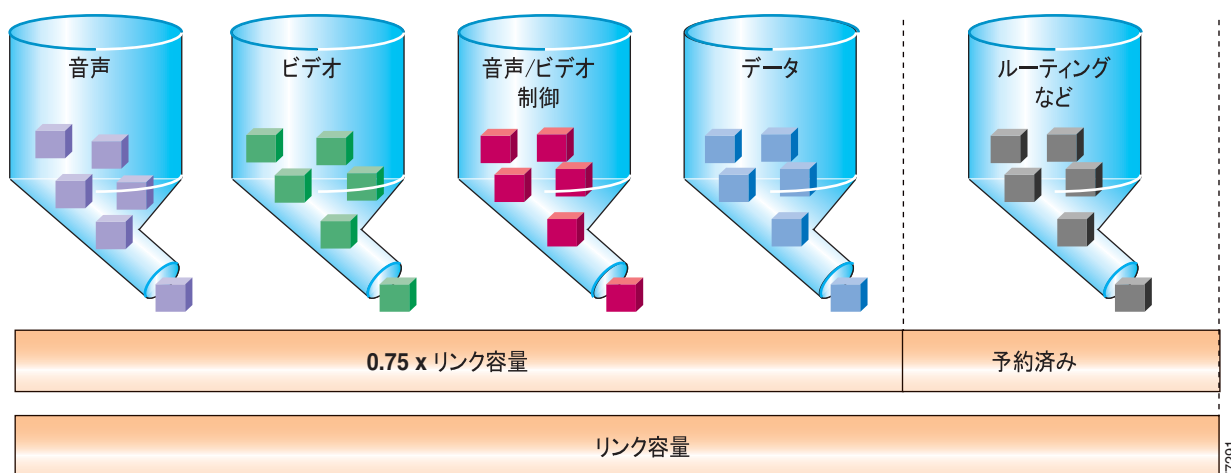 音声
ビデオ
音声/ビデオ
制御
データ
ルーティング
など
0.75 x リンク容量
予約済み
リンク容量